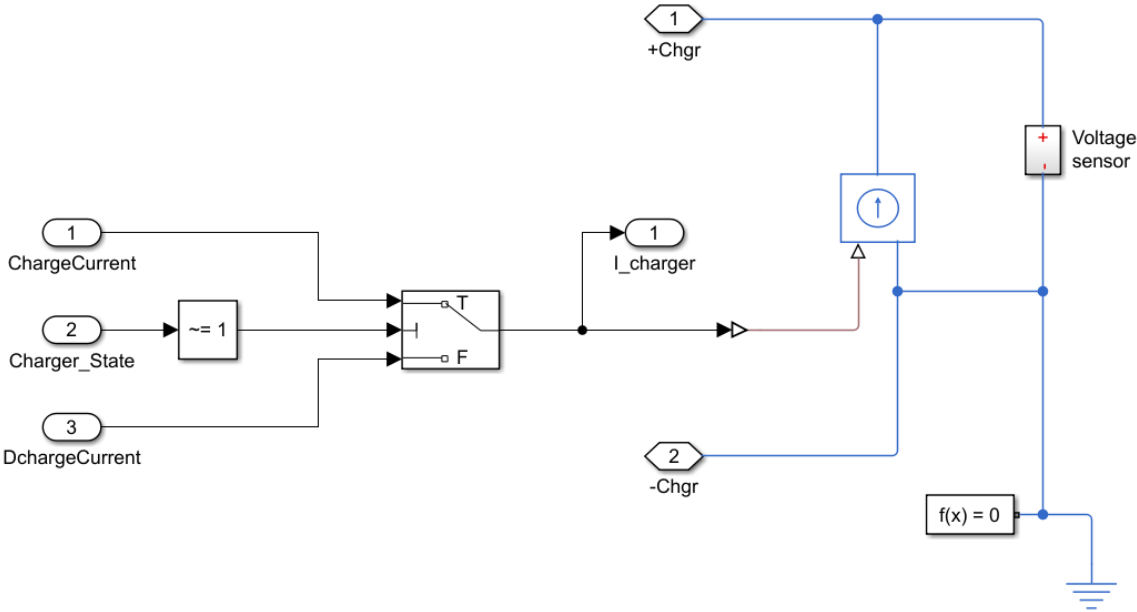 1
+Chgr
+
-
Voltage
sensor
1
ChargeCurrent
1
I_charger
T
2
Charger_State
~= 1
F
3
DchargeCurrent
2
-Chgr
f(x) = 0